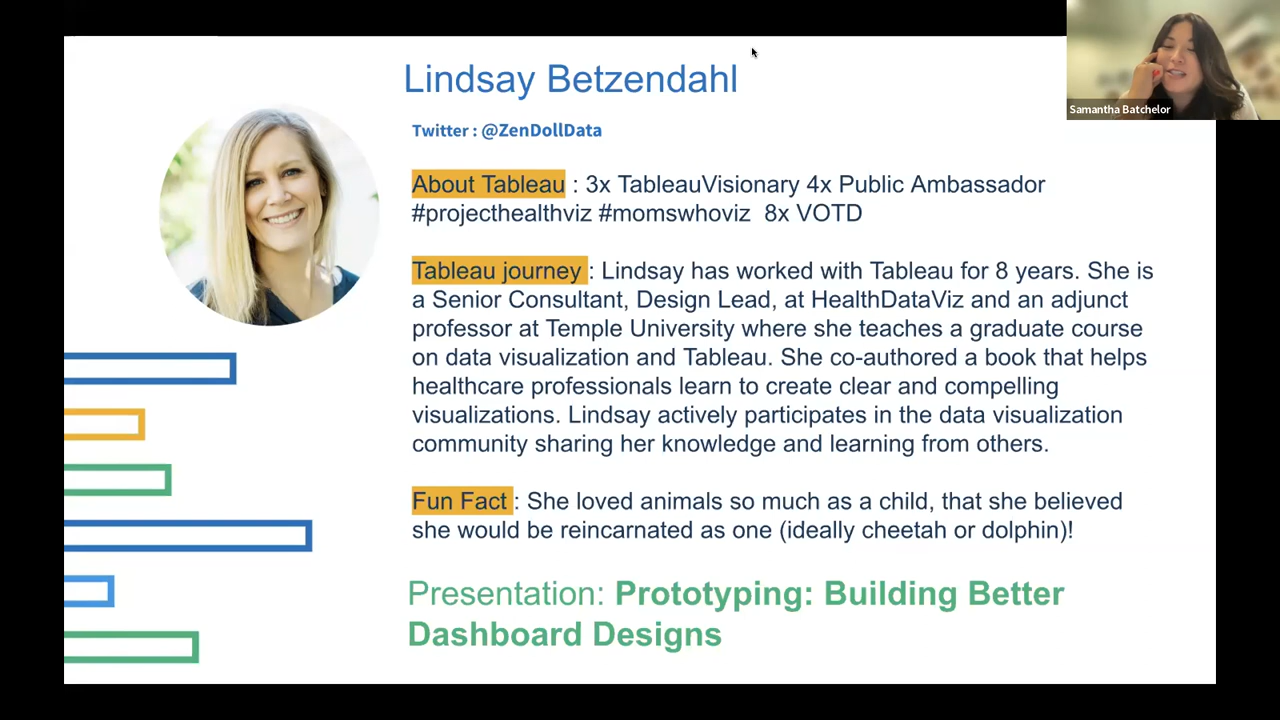 Lindsay Betzendahl
Samantha Batchelor
Twitter : @ZenDollData
About Tableau : 3x TableauVisionary 4x Public Ambassador
#projecthealthviz #momswhoviz 8x VOTD
Tableau journey : Lindsay has worked with Tableau for 8 years. She is
a Senior Consultant, Design Lead, at HealthDataViz and an adjunct
professor at Temple University where she teaches a graduate course
on data visualization and Tableau. She co-authored a book that helps
healthcare professionals learn to create clear and compelling
visualizations. Lindsay actively participates in the data visualization
community sharing her knowledge and learning from others.
Fun Fact : She loved animals so much as a child, that she believed
she would be reincarnated as one (ideally cheetah or dolphin)!
Presentation: Prototyping: Building Better
Dashboard Designs